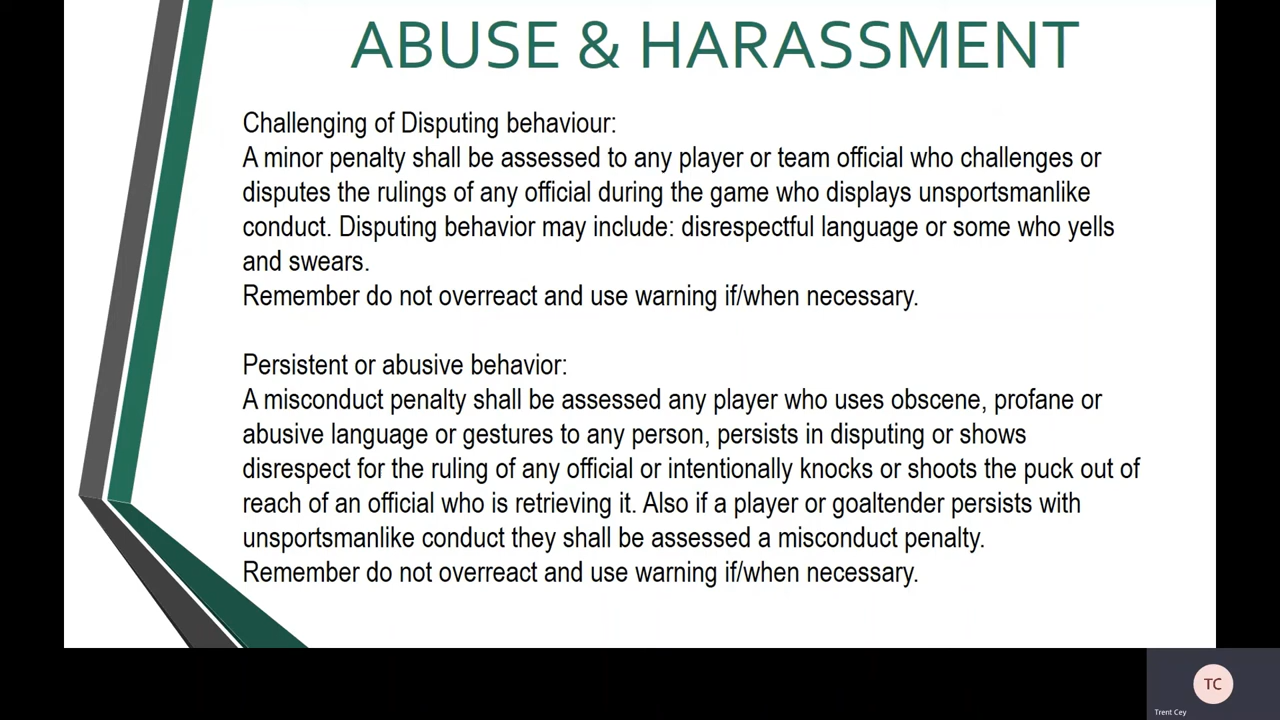 ABUSE & HARASSMENT
Challenging of Disputing behaviour:
A minor penalty shall be assessed to any player or team official who challenges or
disputes the rulings of any official during the game who displays unsportsmanlike
conduct. Disputing behavior may include: disrespectful language or some who yells
and swears.
Remember do not overreact and use warning if/when necessary.
Persistent or abusive behavior:
A misconduct penalty shall be assessed any player who uses obscene, profane or
abusive language or gestures to any person, persists in disputing or shows
disrespect for the ruling of any official or intentionally knocks or shoots the puck out of
reach of an official who is retrieving it. Also if a player or goaltender persists with
unsportsmanlike conduct they shall be assessed a misconduct penalty.
Remember do not overreact and use warning if/when necessary.
TC
Trent Cey